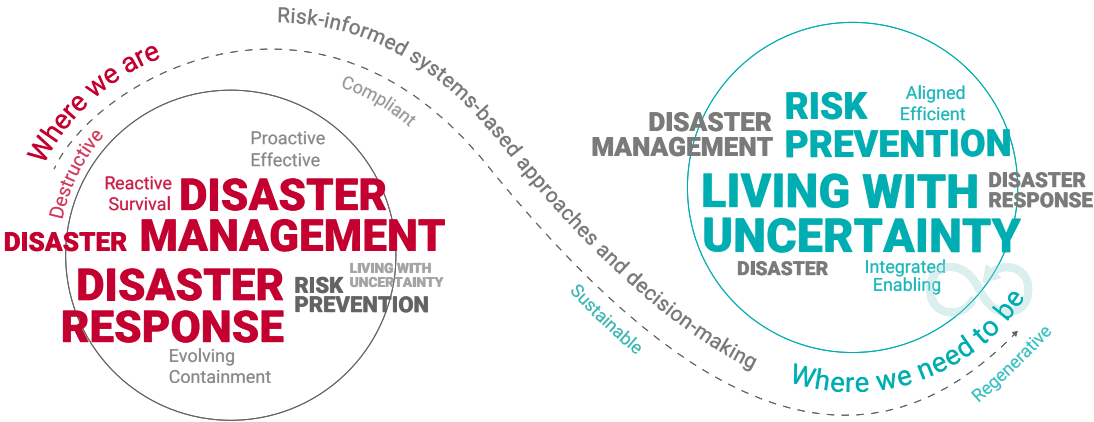 Where we are
Destructive
Risk-informed systems-based approaches and decision-making
Compliant
Proactive
Effective
Reactive
Survival
DISASTER
MANAGEMENT
DISASTER
DISASTER
RESPONSE
RISK
PREVENTION
LIVING WITH
UNCERTAINTY
Evolving
Containment
Sustainable
DISASTER
MANAGEMENT
RISK
PREVENTION
Aligned
Efficient
LIVING WITH
UNCERTAINTY
DISASTER
RESPONSE
DISASTER
Integrated
Enabling
Where we need to be
Regenerative